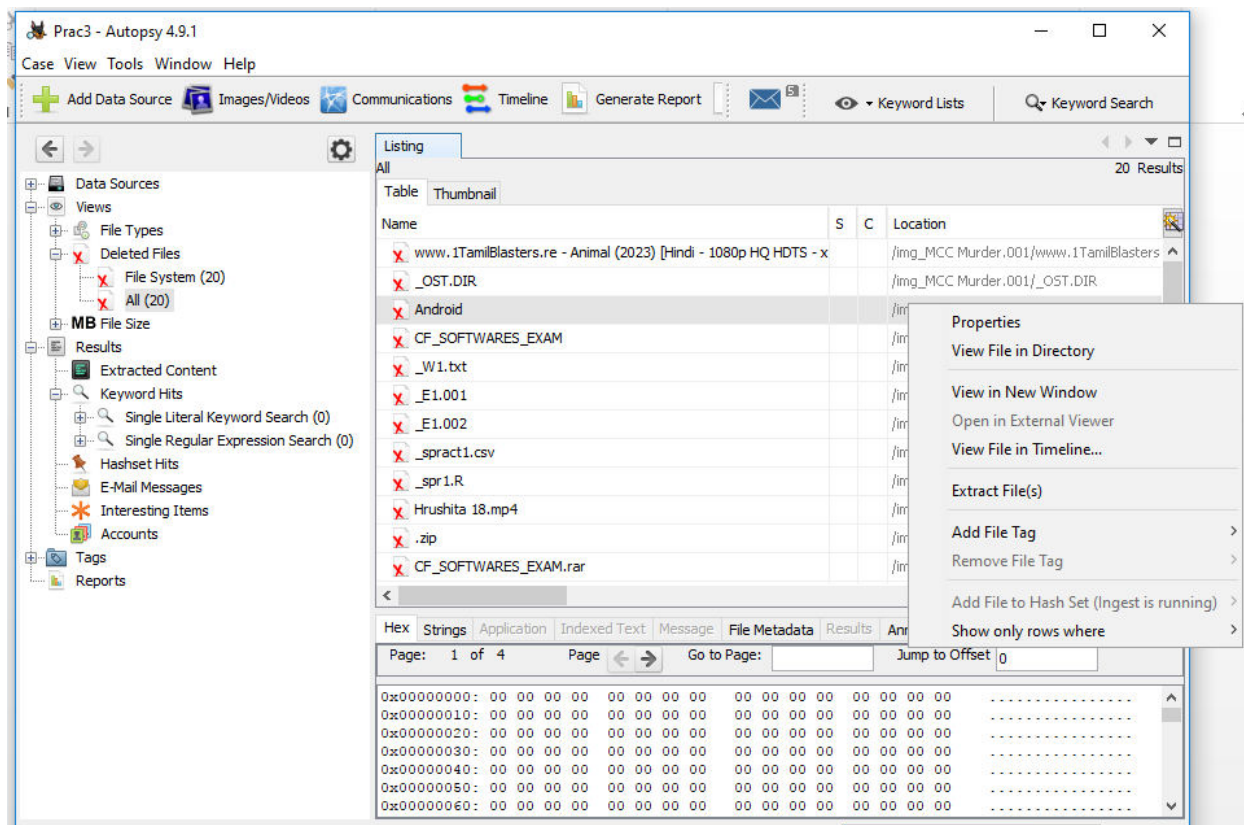 Prac3 - Autopsy 4.9.1
Case View Tools Window Help
Add Data Source Images/Videos Communications Timeline Generate Report 5 Keyword Lists Keyword Search
Listing
All 20 Results
Data Sources
Views
File Types
Deleted Files
File System (20)
All (20)
MB File Size
Results
Extracted Content
Keyword Hits
Single Literal Keyword Search (0)
Single Regular Expression Search (0)
Hashset Hits
E-Mail Messages
Interesting Items
Accounts
Tags
Reports
Table Thumbnail
Name S C Location
www.1TamilBlasters.re - Animal (2023) [Hindi - 1080p HQ HDTS - x /img_MCC Murder.001/www.1TamilBlasters
_OST.DIR /img_MCC Murder.001/_OST.DIR
Android /im
CF_SOFTWARES_EXAM /im
_W1.txt /im
_E1.001 /im
_E1.002 /im
_spract1.csv /im
_spr1.R /im
Hrushita 18.mp4 /im
.zip /im
CF_SOFTWARES_EXAM.rar /im
Properties
View File in Directory
View in New Window
Open in External Viewer
View File in Timeline...
Extract File(s)
Add File Tag
Remove File Tag
Add File to Hash Set (Ingest is running)
Show only rows where
Hex Strings Application Indexed Text Message File Metadata Results Ann
Page: 1 of 4 Page Go to Page: Jump to Offset 0
0x00000000: 00 00 00 00 00 00 00 00 00 00 00 00 00 00 00 00 ................
0x00000010: 00 00 00 00 00 00 00 00 00 00 00 00 00 00 00 00 ................
0x00000020: 00 00 00 00 00 00 00 00 00 00 00 00 00 00 00 00 ................
0x00000030: 00 00 00 00 00 00 00 00 00 00 00 00 00 00 00 00 ................
0x00000040: 00 00 00 00 00 00 00 00 00 00 00 00 00 00 00 00 ................
0x00000050: 00 00 00 00 00 00 00 00 00 00 00 00 00 00 00 00 ................
0x00000060: 00 00 00 00 00 00 00 00 00 00 00 00 00 00 00 00 ................